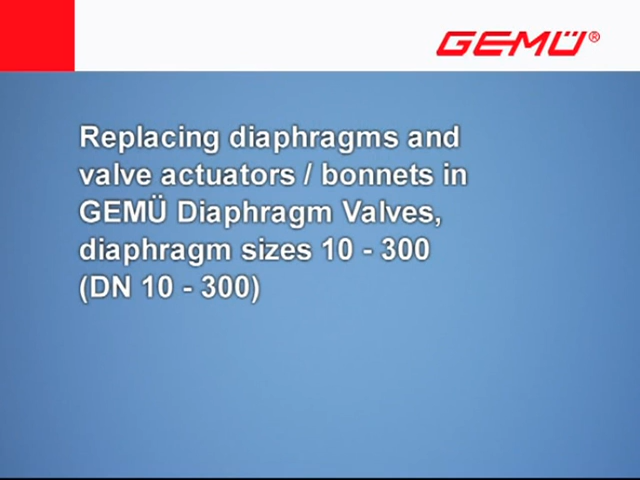 GEMÜ®
Replacing diaphragms and
valve actuators / bonnets in
GEMÜ Diaphragm Valves,
diaphragm sizes 10 - 300
(DN 10 - 300)